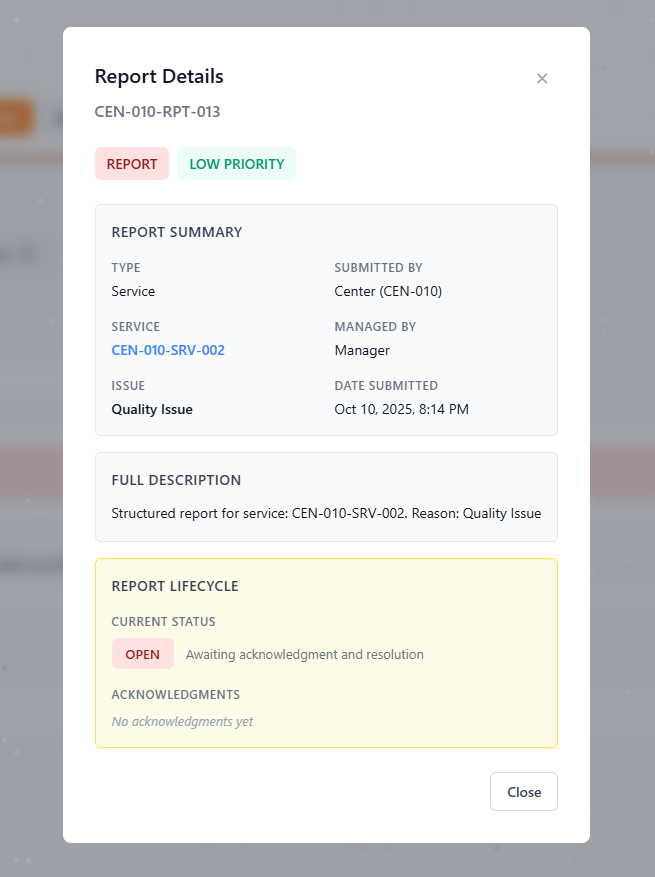 Report Details
CEN-010-RPT-013
REPORT LOW PRIORITY
REPORT SUMMARY
TYPE SUBMITTED BY
Service Center (CEN-010)
SERVICE MANAGED BY
CEN-010-SRV-002 Manager
ISSUE DATE SUBMITTED
Quality Issue Oct 10, 2025, 8:14 PM
FULL DESCRIPTION
Structured report for service: CEN-010-SRV-002. Reason: Quality Issue
REPORT LIFECYCLE
CURRENT STATUS
OPEN Awaiting acknowledgment and resolution
ACKNOWLEDGMENTS
No acknowledgments yet
Close